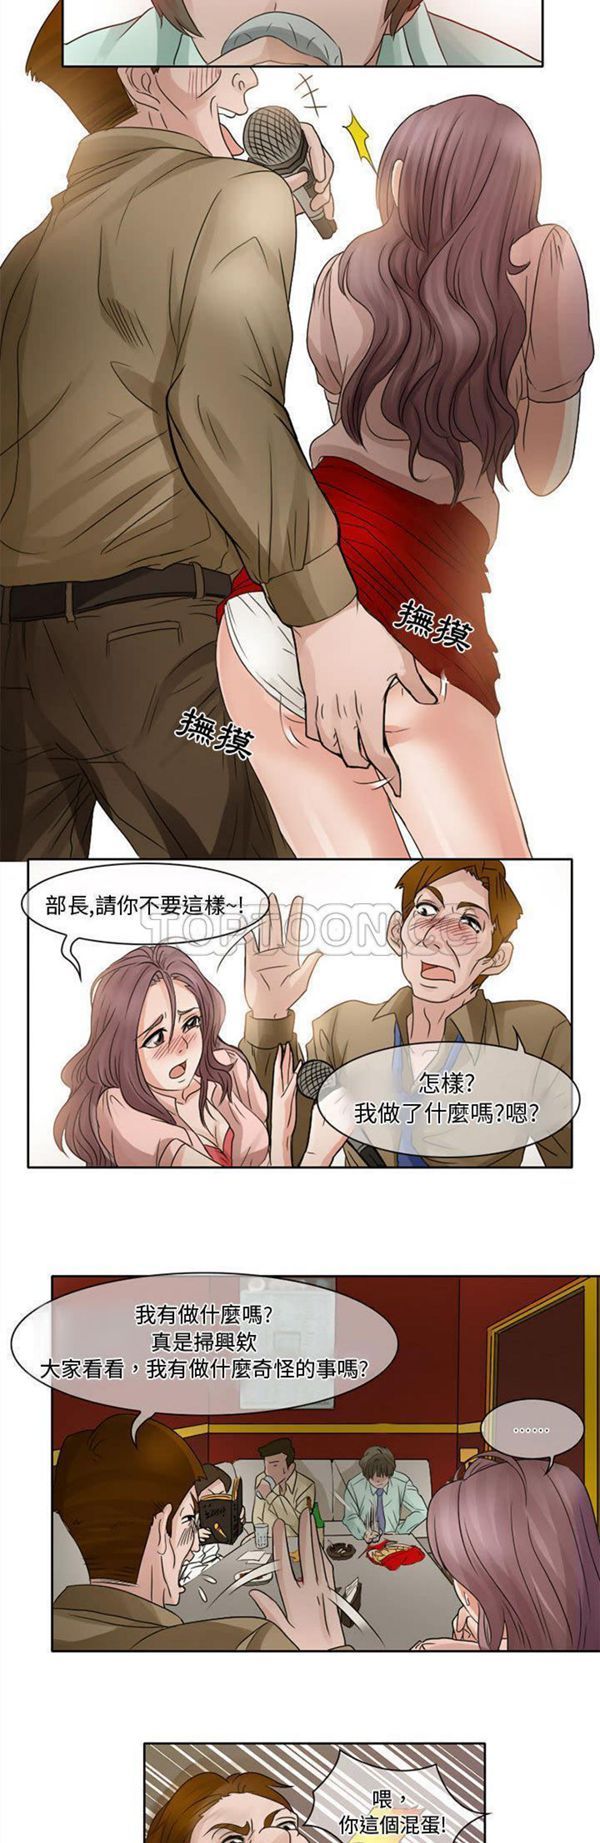 撫摸
撫摸
部長,請你不要這樣~!
TOPTOON.CO
怎樣?
我做了什麼嗎?嗯?
我有做什麼嗎?
真是掃興欸
大家看看，我有做什麼奇怪的事嗎?
......
喂，
你這個混蛋!